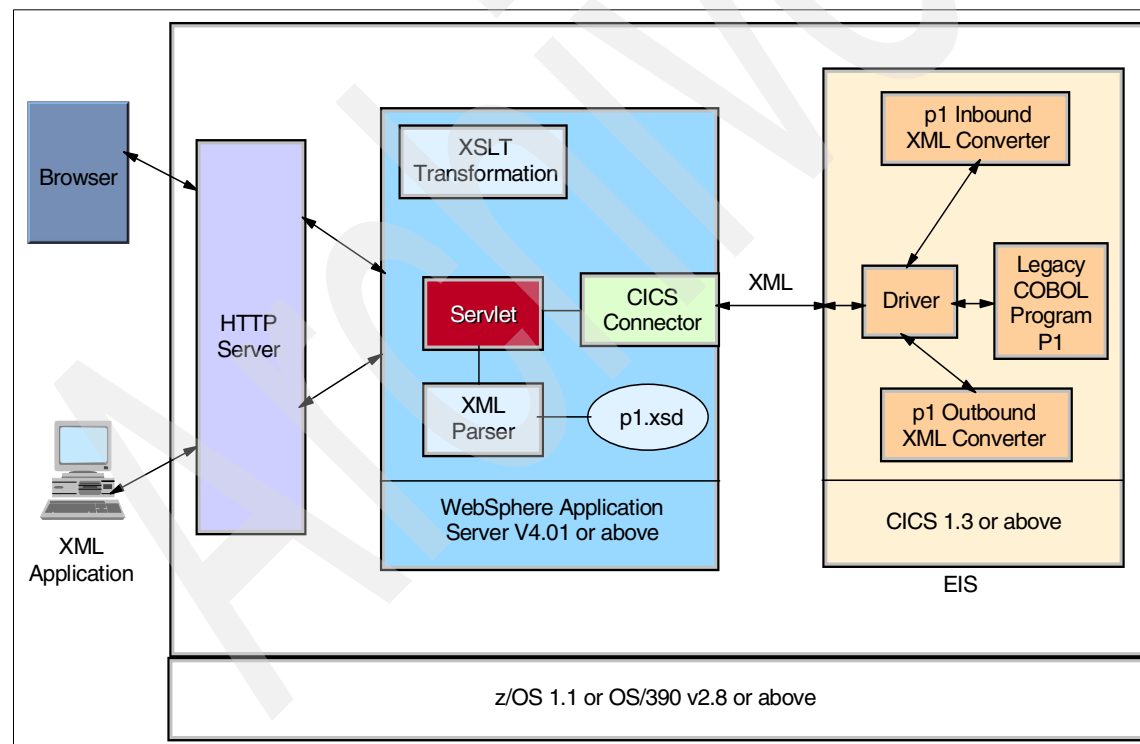 Browser
XML
Application
HTTP
Server
XSLT
Transformation
Servlet
CICS
Connector
XML
Parser
p1.xsd
WebSphere Application
Server V4.01 or above
XML
p1 Inbound
XML Converter
Driver
Legacy
COBOL
Program
P1
p1 Outbound
XML Converter
CICS 1.3 or above
EIS
z/OS 1.1 or OS/390 v2.8 or above